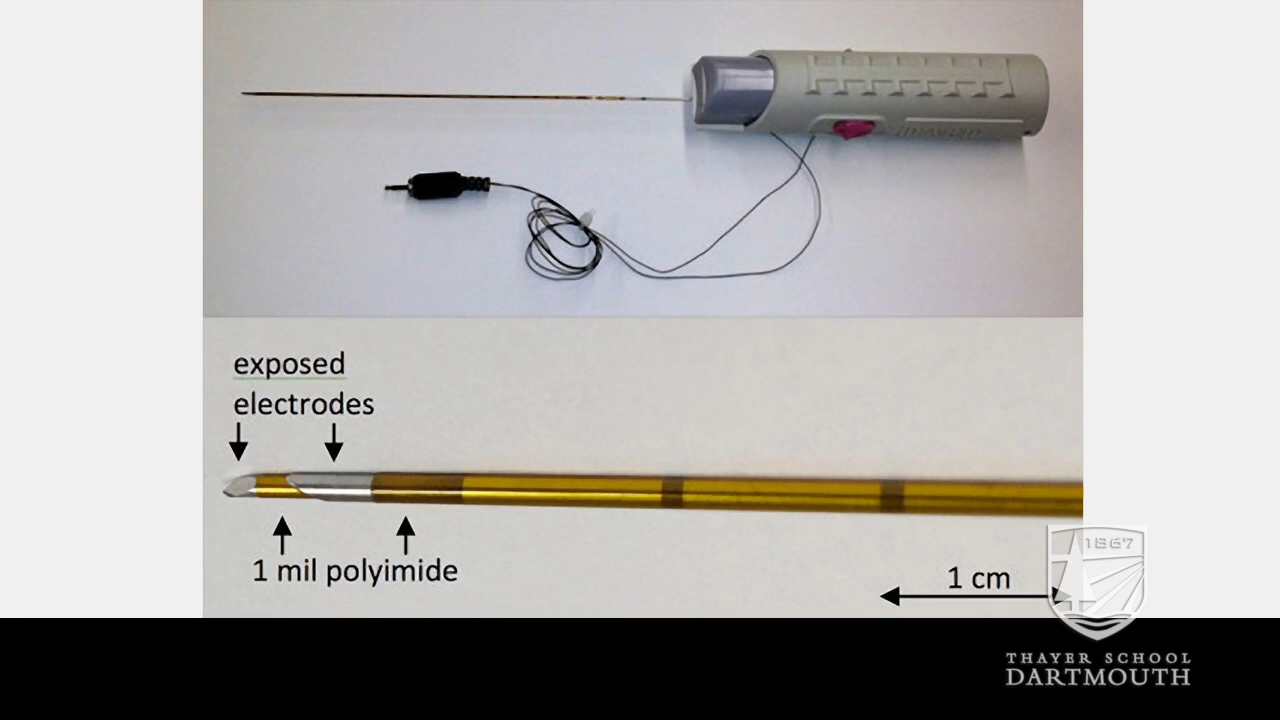 exposed
electrodes
1 mil polyimide
1 cm
1867
THAYER SCHOOL
DARTMOUTH